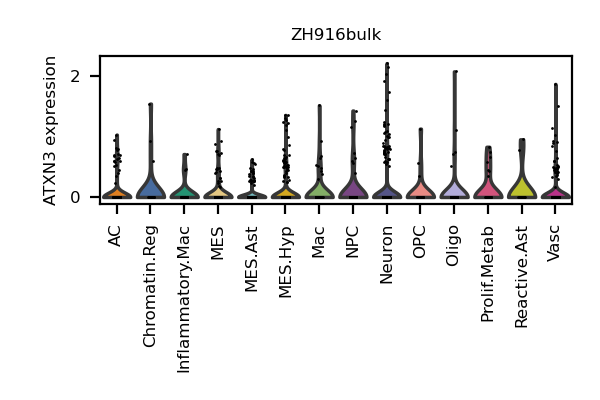 ZH916bulk
ATXN3 expression
2
0
AC
Chromatin.Reg
Inflammatory.Mac
MES
MES.Ast
MES.Hyp
Mac
NPC
Neuron
OPC
Oligo
Prolif.Metab
Reactive.Ast
Vasc